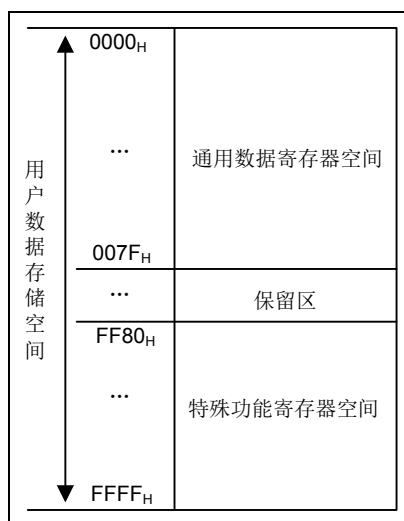 用户数据存储空间
0000H
...
通用数据寄存器空间
007FH
...
保留区
FF80H
...
特殊功能寄存器空间
FFFFH